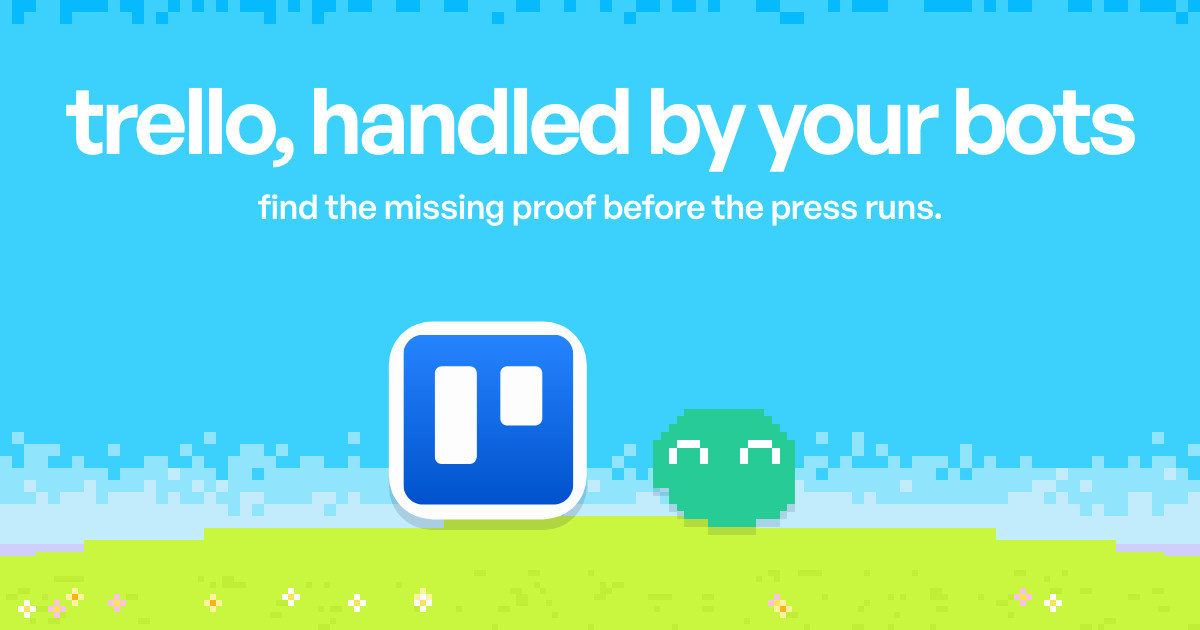 trello, handled by your bots
find the missing proof before the press runs.